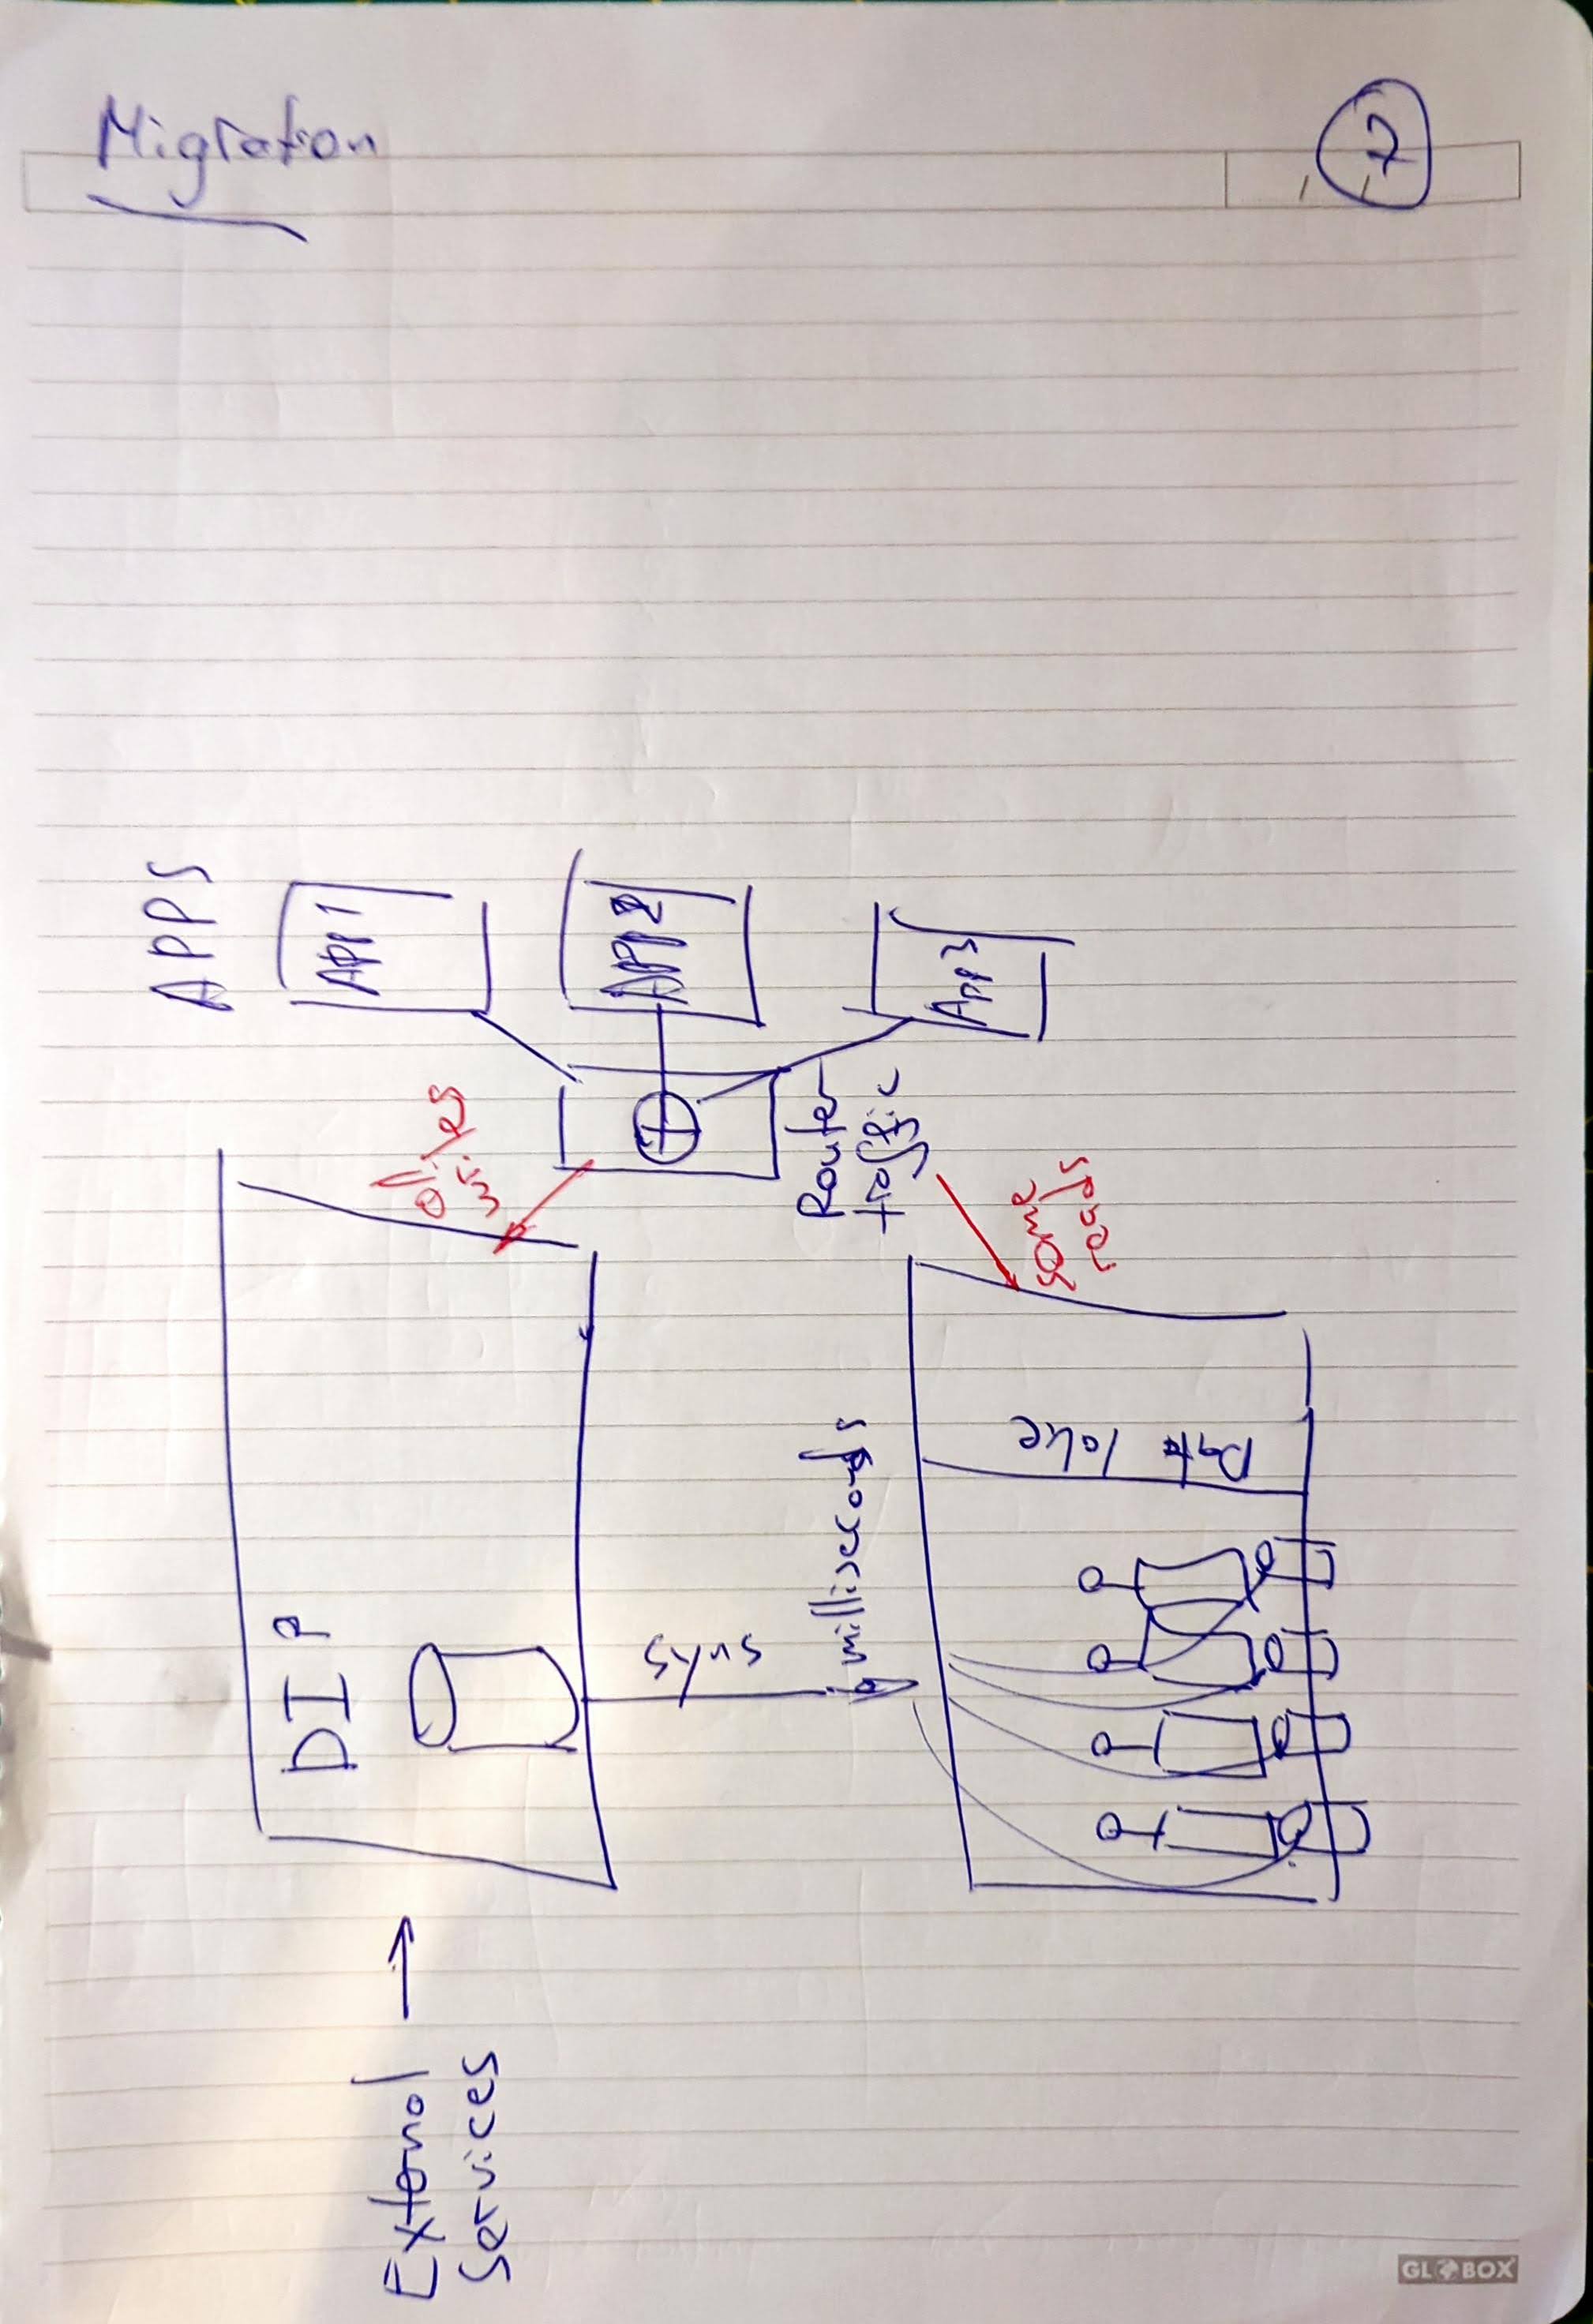 Migration
APPS
DIP
App 1
External
Services
all
writes
App 2
sync
milliseconds
Router
traffic
App 3
some
reads
Data lake
7
GLOBOX